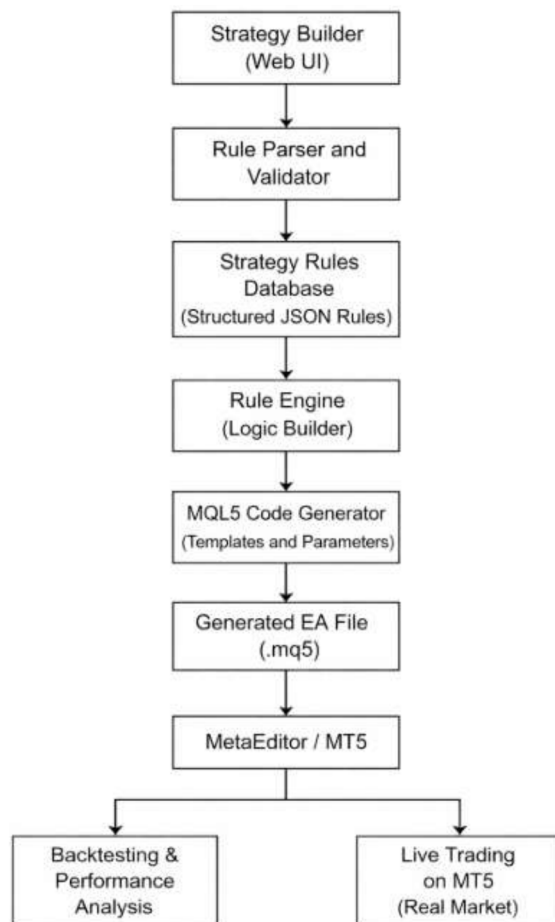 Strategy Builder
(Web UI)
Rule Parser and
Validator
Strategy Rules
Database
(Structured JSON Rules)
Rule Engine
(Logic Builder)
MQL5 Code Generator
(Templates and Parameters)
Generated EA File
(.mq5)
MetaEditor / MT5
Backtesting &
Performance
Analysis
Live Trading
on MT5
(Real Market)